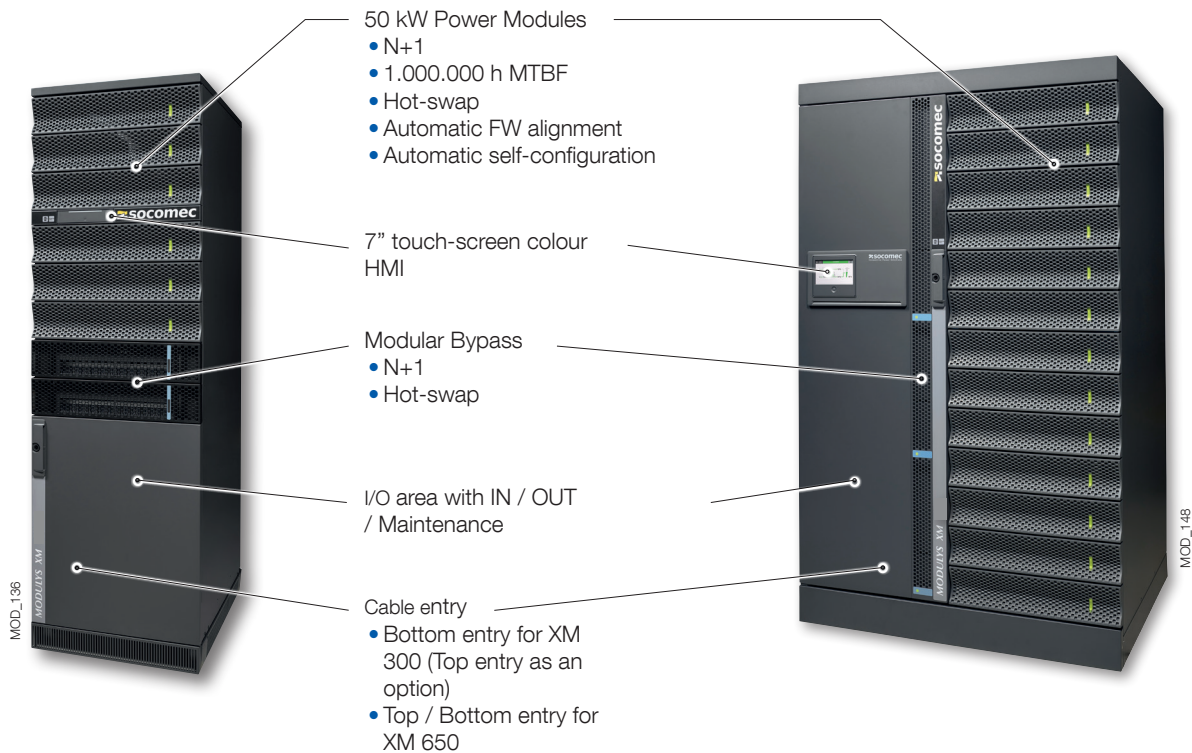 50 kW Power Modules
• N+1
• 1.000.000 h MTBF
• Hot-swap
• Automatic FW alignment
• Automatic self-configuration
socomec
socomec
socomec
7” touch-screen colour
HMI
Modular Bypass
• N+1
• Hot-swap
I/O area with IN / OUT
/ Maintenance
Cable entry
• Bottom entry for XM
300 (Top entry as an
option)
• Top / Bottom entry for
XM 650
MODULYS XM
MODULYS XM
MOD_136
MOD_148